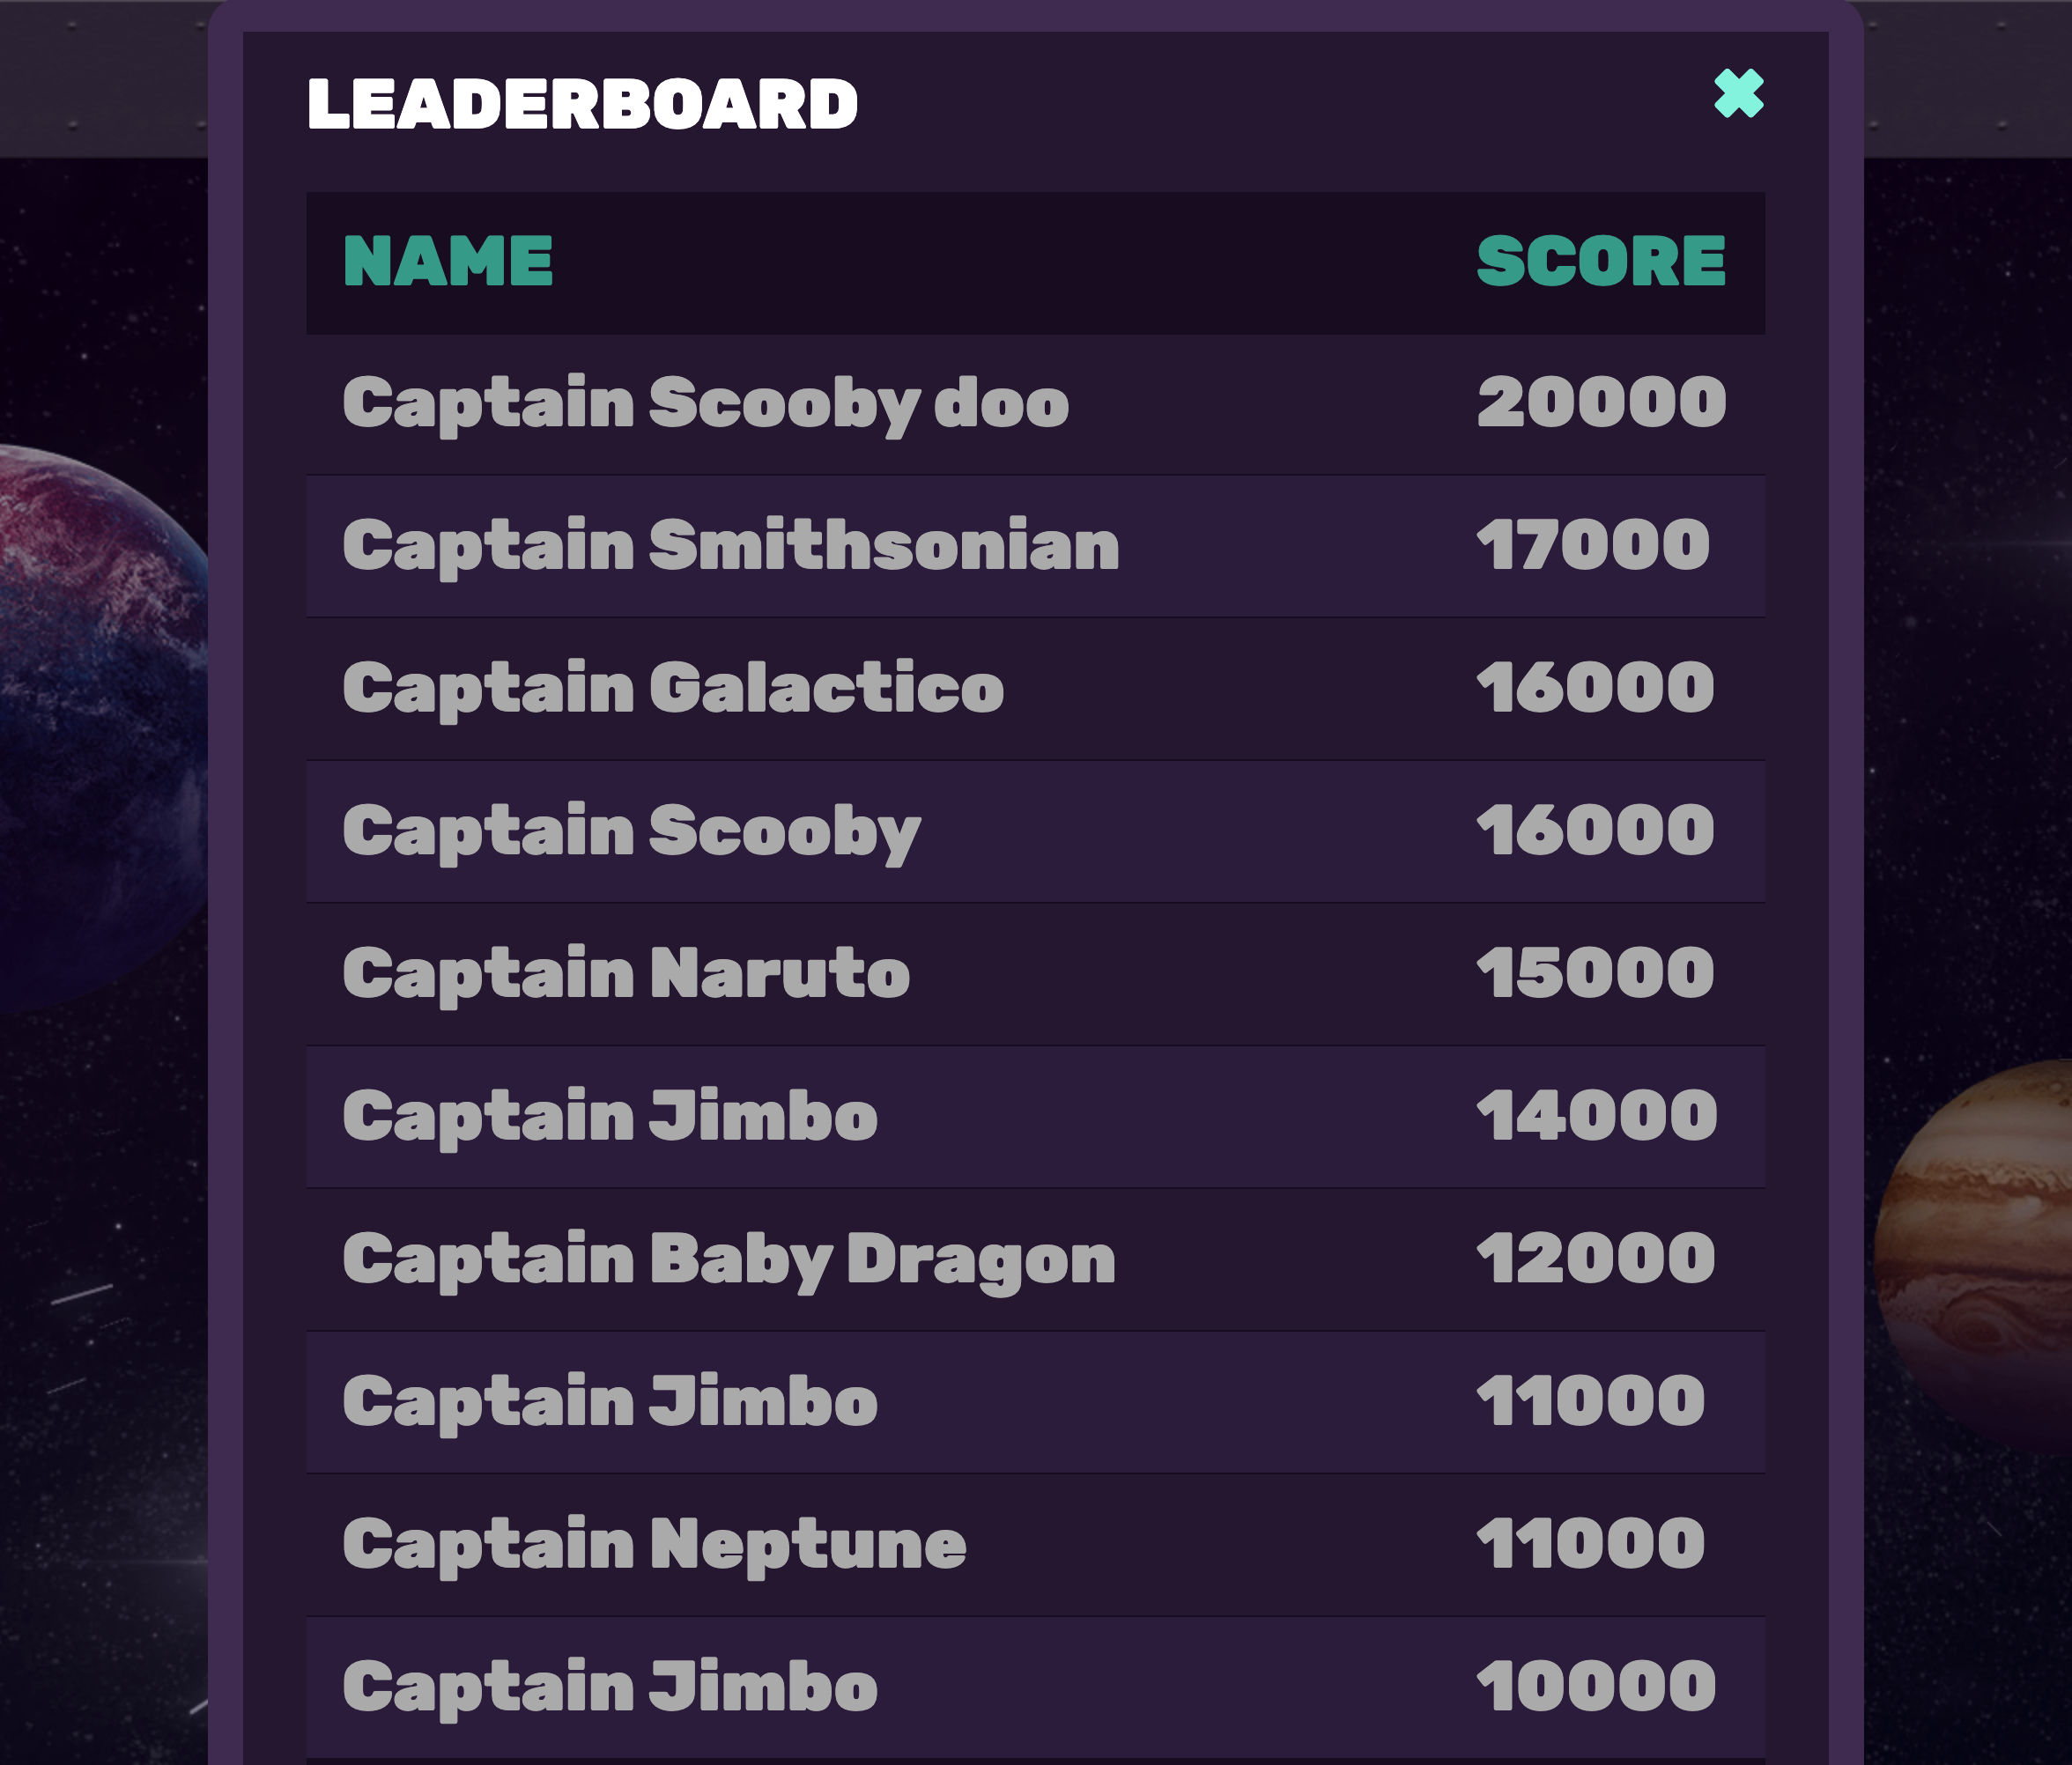 LEADERBOARD
NAME SCORE
Captain Scooby doo 20000
Captain Smithsonian 17000
Captain Galactico 16000
Captain Scooby 16000
Captain Naruto 15000
Captain Jimbo 14000
Captain Baby Dragon 12000
Captain Jimbo 11000
Captain Neptune 11000
Captain Jimbo 10000